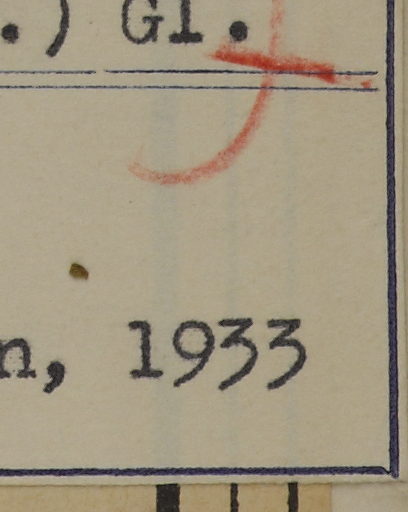 .) Gl.
n, 1933